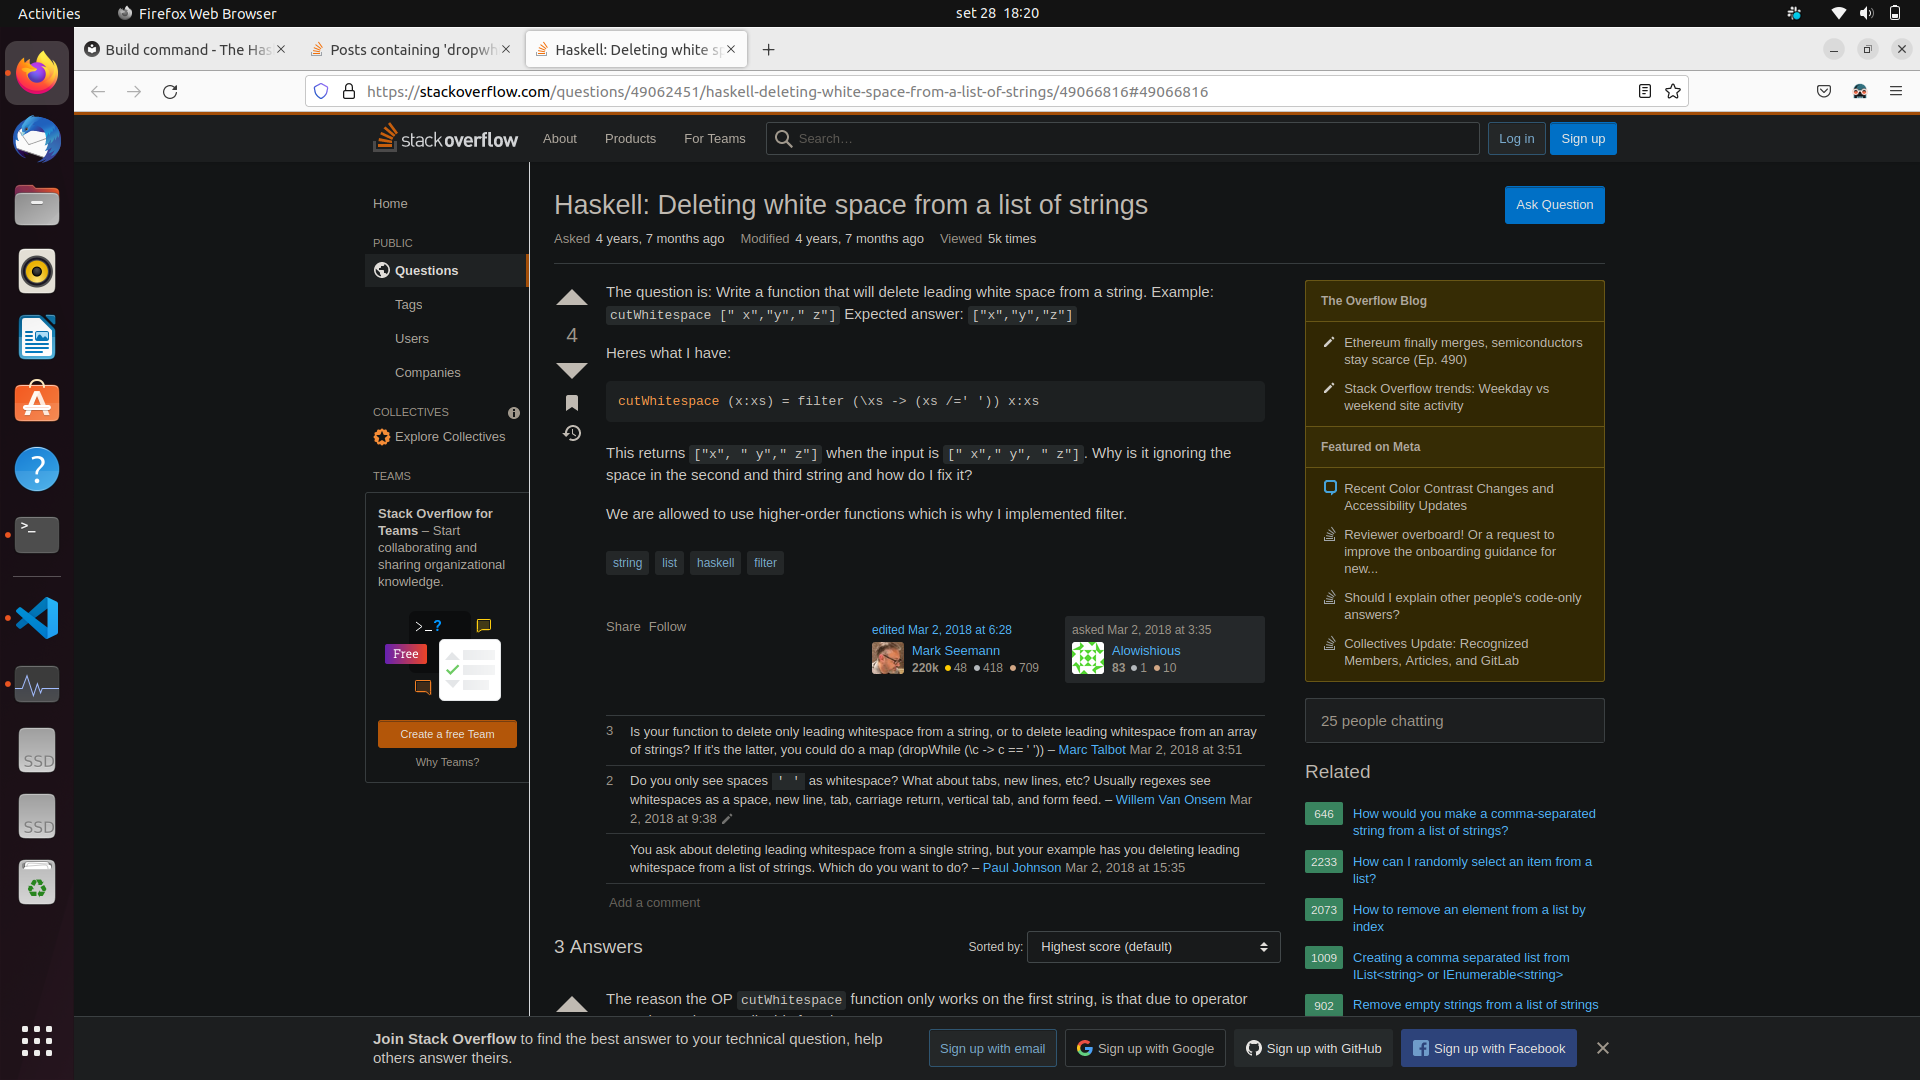 Activities
Firefox Web Browser
set 28 18:20
Build command - The Has
Posts containing 'dropwh
Haskell: Deleting white sp
https://stackoverflow.com/questions/49062451/haskell-deleting-white-space-from-a-list-of-strings/49066816#49066816
stackoverflow
About
Products
For Teams
Search…
Log in
Sign up
Home
PUBLIC
Questions
Tags
Users
Companies
COLLECTIVES
Explore Collectives
TEAMS
Stack Overflow for
Teams – Start
collaborating and
sharing organizational
knowledge.
>_?
Free
Create a free Team
Why Teams?
Haskell: Deleting white space from a list of strings
Ask Question
Asked 4 years, 7 months ago Modified 4 years, 7 months ago Viewed 5k times
4
The question is: Write a function that will delete leading white space from a string. Example:
cutWhitespace [" x","y"," z"] Expected answer: ["x","y","z"]
Heres what I have:
cutWhitespace (x:xs) = filter (\xs -> (xs /=' ')) x:xs
This returns ["x", " y"," z"] when the input is [" x"," y", " z"]. Why is it ignoring the
space in the second and third string and how do I fix it?
We are allowed to use higher-order functions which is why I implemented filter.
string list haskell filter
Share Follow
edited Mar 2, 2018 at 6:28
Mark Seemann
220k 48 418 709
asked Mar 2, 2018 at 3:35
Alowishious
83 1 10
3 Is your function to delete only leading whitespace from a string, or to delete leading whitespace from an array
of strings? If it's the latter, you could do a map (dropWhile (\c -> c == ' ')) – Marc Talbot Mar 2, 2018 at 3:51
2 Do you only see spaces ' ' as whitespace? What about tabs, new lines, etc? Usually regexes see
whitespaces as a space, new line, tab, carriage return, vertical tab, and form feed. – Willem Van Onsem Mar
2, 2018 at 9:38
You ask about deleting leading whitespace from a single string, but your example has you deleting leading
whitespace from a list of strings. Which do you want to do? – Paul Johnson Mar 2, 2018 at 15:35
Add a comment
3 Answers
Sorted by: Highest score (default)
The reason the OP cutWhitespace function only works on the first string, is that due to operator
The Overflow Blog
Ethereum finally merges, semiconductors
stay scarce (Ep. 490)
Stack Overflow trends: Weekday vs
weekend site activity
Featured on Meta
Recent Color Contrast Changes and
Accessibility Updates
Reviewer overboard! Or a request to
improve the onboarding guidance for
new...
Should I explain other people's code-only
answers?
Collectives Update: Recognized
Members, Articles, and GitLab
25 people chatting
Related
646 How would you make a comma-separated
string from a list of strings?
2233 How can I randomly select an item from a
list?
2073 How to remove an element from a list by
index
1009 Creating a comma separated list from
IList<string> or IEnumerable<string>
902 Remove empty strings from a list of strings
SSD
SSD
Join Stack Overflow to find the best answer to your technical question, help
others answer theirs.
Sign up with email
Sign up with Google
Sign up with GitHub
Sign up with Facebook